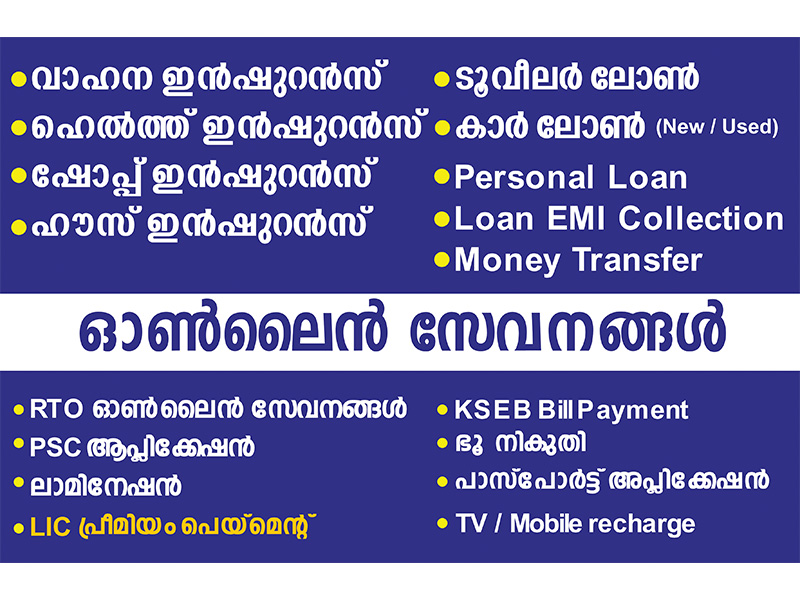 വാഹന ഇൻഷുറൻസ്
ഹെൽത്ത് ഇൻഷുറൻസ്
ഷോപ്പ് ഇൻഷുറൻസ്
ഹൗസ് ഇൻഷുറൻസ്
ടൂവീലർ ലോൺ
കാർ ലോൺ (New / Used)
Personal Loan
Loan EMI Collection
Money Transfer
ഓൺലൈൻ സേവനങ്ങൾ
RTO ഓൺലൈൻ സേവനങ്ങൾ
PSC ആപ്ലിക്കേഷൻ
ലാമിനേഷൻ
LIC പ്രീമിയം പെയ്മെന്റ്
KSEB Bill Payment
ഭൂ നികുതി
പാസ്പോർട്ട് അപ്ലിക്കേഷൻ
TV / Mobile recharge